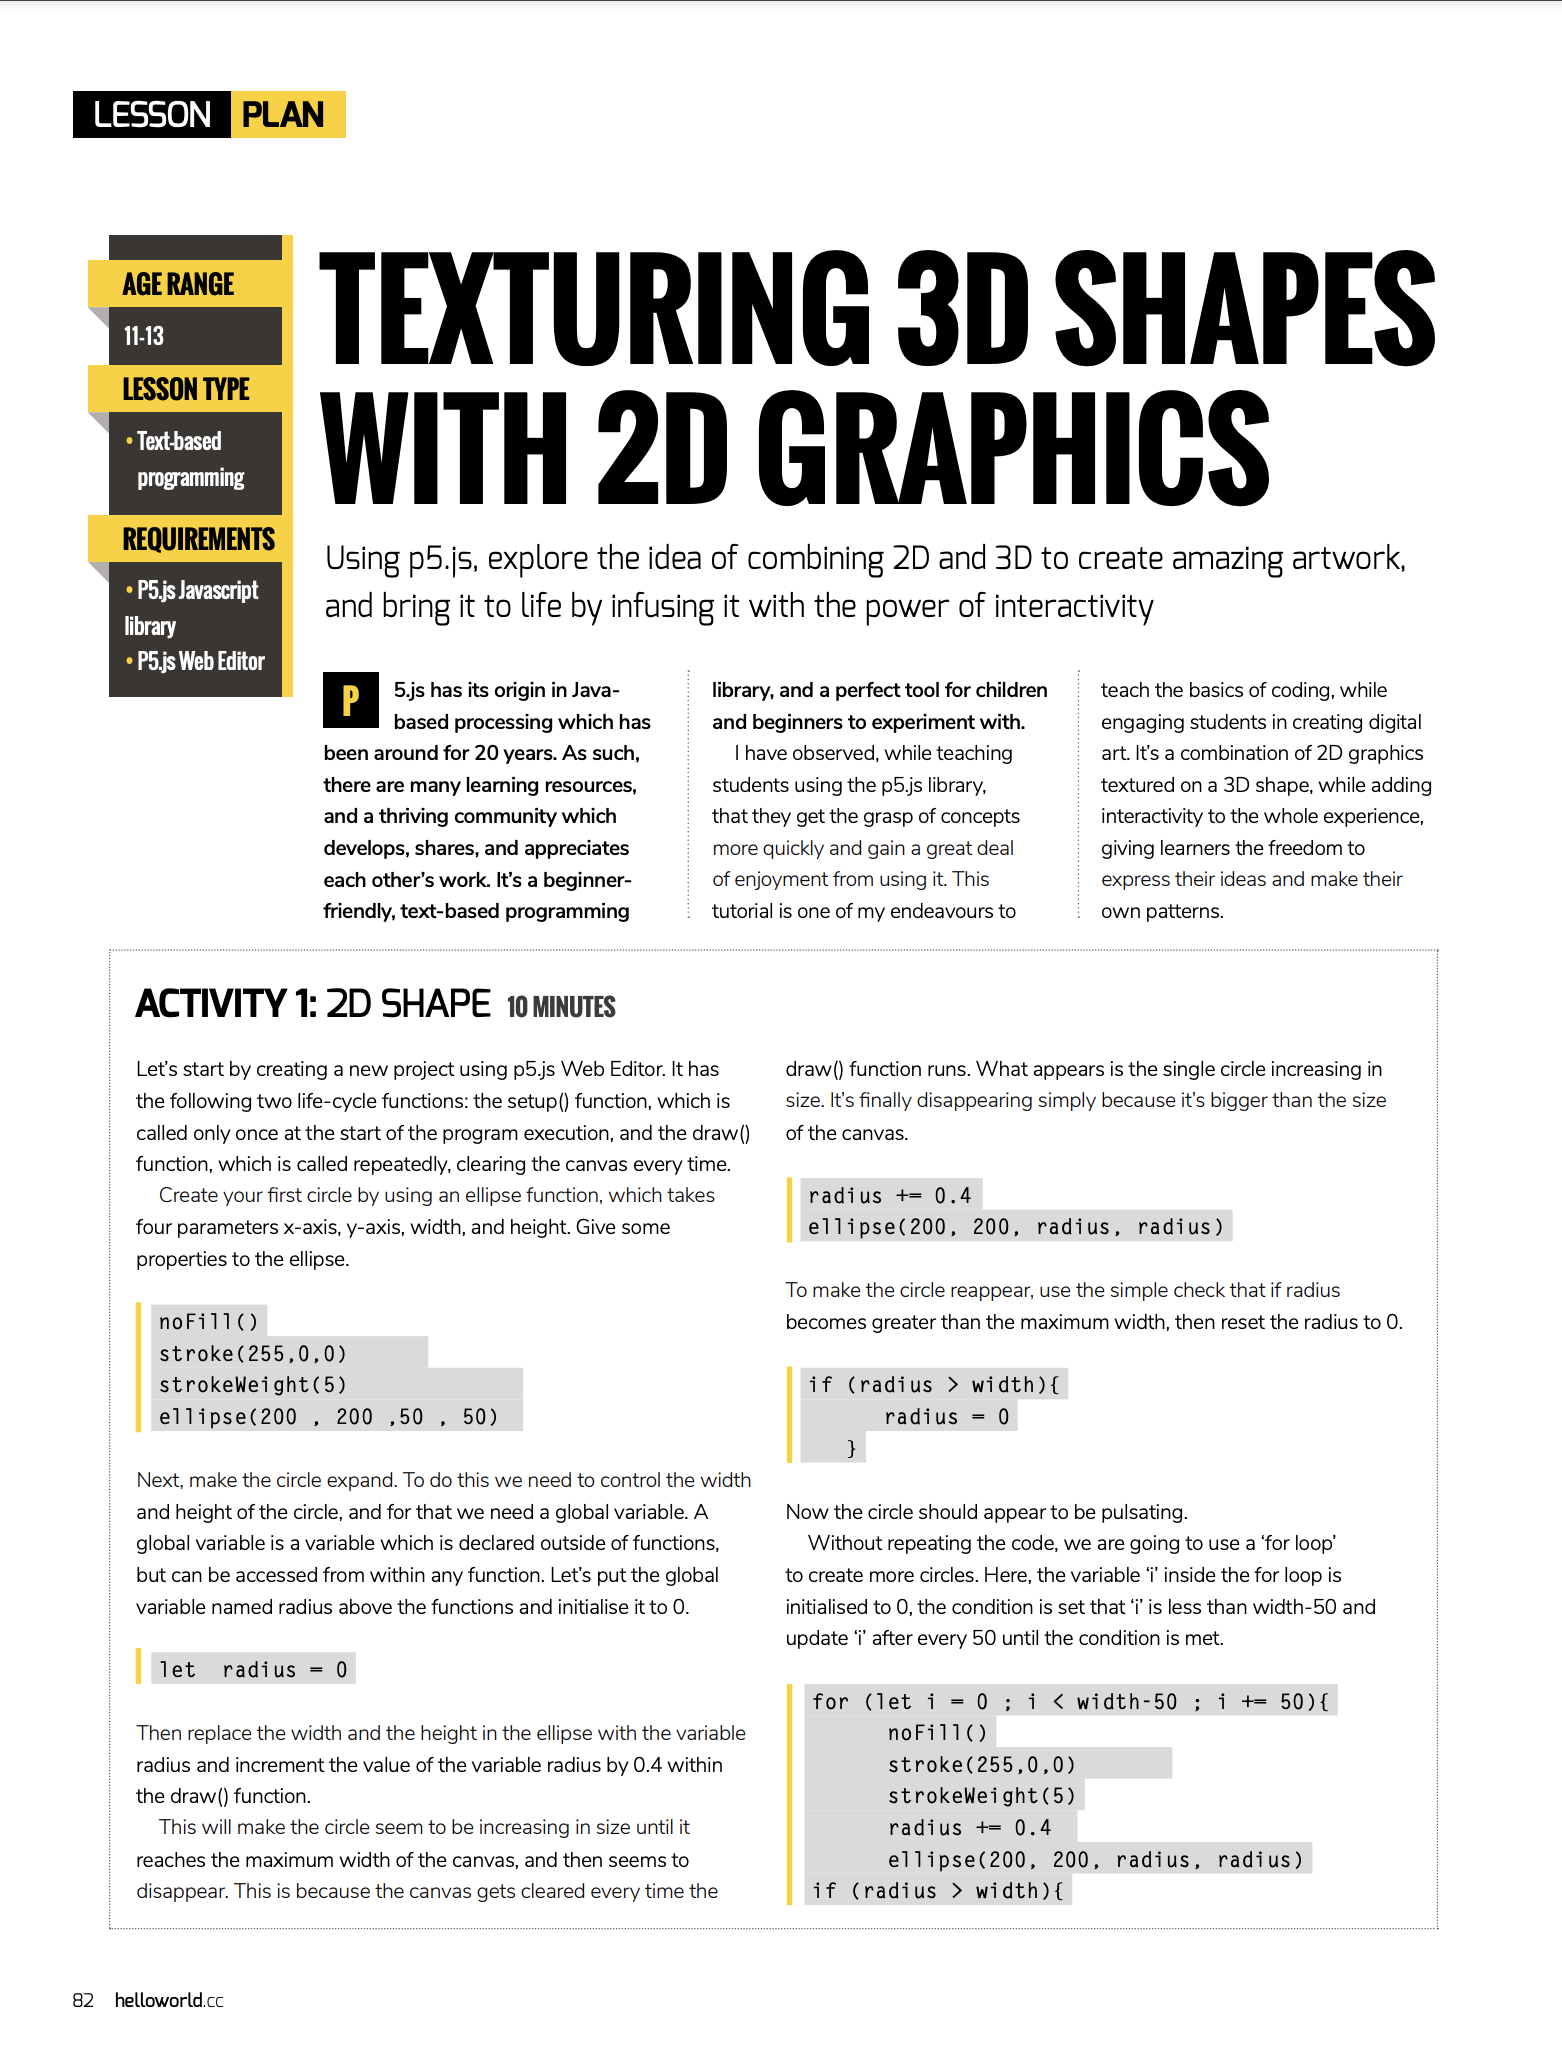 LESSON PLAN
AGE RANGE
11-13
LESSON TYPE
• Text-based
programming
REQUIREMENTS
• P5.js Javascript
library
• P5.js Web Editor
TEXTURING 3D SHAPES
WITH 2D GRAPHICS
Using p5.js, explore the idea of combining 2D and 3D to create amazing artwork,
and bring it to life by infusing it with the power of interactivity
P 5.js has its origin in Java-
based processing which has
been around for 20 years. As such,
there are many learning resources,
and a thriving community which
develops, shares, and appreciates
each other’s work. It’s a beginner-
friendly, text-based programming
library, and a perfect tool for children
and beginners to experiment with.
I have observed, while teaching
students using the p5.js library,
that they get the grasp of concepts
more quickly and gain a great deal
of enjoyment from using it. This
tutorial is one of my endeavours to
teach the basics of coding, while
engaging students in creating digital
art. It’s a combination of 2D graphics
textured on a 3D shape, while adding
interactivity to the whole experience,
giving learners the freedom to
express their ideas and make their
own patterns.
ACTIVITY 1: 2D SHAPE 10 MINUTES
Let’s start by creating a new project using p5.js Web Editor. It has
the following two life-cycle functions: the setup() function, which is
called only once at the start of the program execution, and the draw()
function, which is called repeatedly, clearing the canvas every time.
Create your first circle by using an ellipse function, which takes
four parameters x-axis, y-axis, width, and height. Give some
properties to the ellipse.
noFill()
stroke(255,0,0)
strokeWeight(5)
ellipse(200 , 200 ,50 , 50)
Next, make the circle expand. To do this we need to control the width
and height of the circle, and for that we need a global variable. A
global variable is a variable which is declared outside of functions,
but can be accessed from within any function. Let’s put the global
variable named radius above the functions and initialise it to 0.
let  radius = 0
Then replace the width and the height in the ellipse with the variable
radius and increment the value of the variable radius by 0.4 within
the draw() function.
This will make the circle seem to be increasing in size until it
reaches the maximum width of the canvas, and then seems to
disappear. This is because the canvas gets cleared every time the
draw() function runs. What appears is the single circle increasing in
size. It’s finally disappearing simply because it’s bigger than the size
of the canvas.
radius += 0.4
ellipse(200, 200, radius, radius)
To make the circle reappear, use the simple check that if radius
becomes greater than the maximum width, then reset the radius to 0.
if (radius > width){
radius = 0
}
Now the circle should appear to be pulsating.
Without repeating the code, we are going to use a ‘for loop’
to create more circles. Here, the variable ‘i’ inside the for loop is
initialised to 0, the condition is set that ‘i’ is less than width-50 and
update ‘i’ after every 50 until the condition is met.
for (let i = 0 ; i < width-50 ; i += 50){
noFill()
stroke(255,0,0)
strokeWeight(5)
radius += 0.4
ellipse(200, 200, radius, radius)
if (radius > width){
82 helloworld.cc